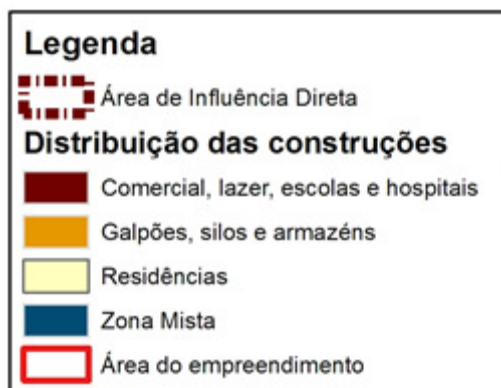 Legenda
Área de Influência Direta
Distribuição das construções
Comercial, lazer, escolas e hospitais
Galpões, silos e armazéns
Residências
Zona Mista
Área do empreendimento